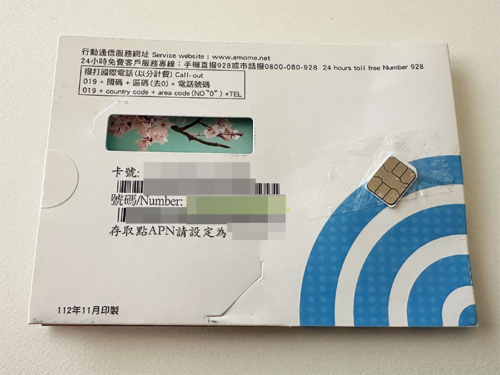 行動通信服務網址 Service website : www.emome.net
24小時免費客戶服務專線：手機直撥928或市話撥0800-080-928 24 hours toll free Number 928
撥打國際電話(以分計費) Call-out
019 + 國碼 + 區碼(去0) + 電話號碼
019 + country code + area code(NO "0") +TEL
卡號:
號碼/Number:
存取點APN請設定為
112年11月印製